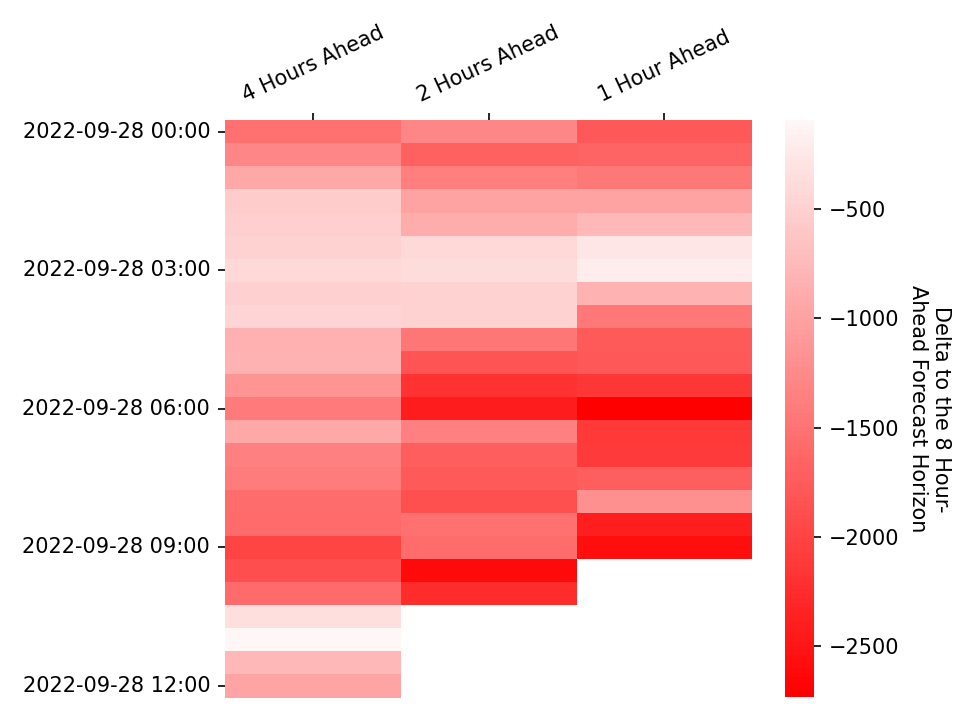 4 Hours Ahead
2 Hours Ahead
1 Hour Ahead
2022-09-28 00:00
2022-09-28 03:00
2022-09-28 06:00
2022-09-28 09:00
2022-09-28 12:00
−500
−1000
−1500
−2000
−2500
Delta to the 8 Hour-
Ahead Forecast Horizon